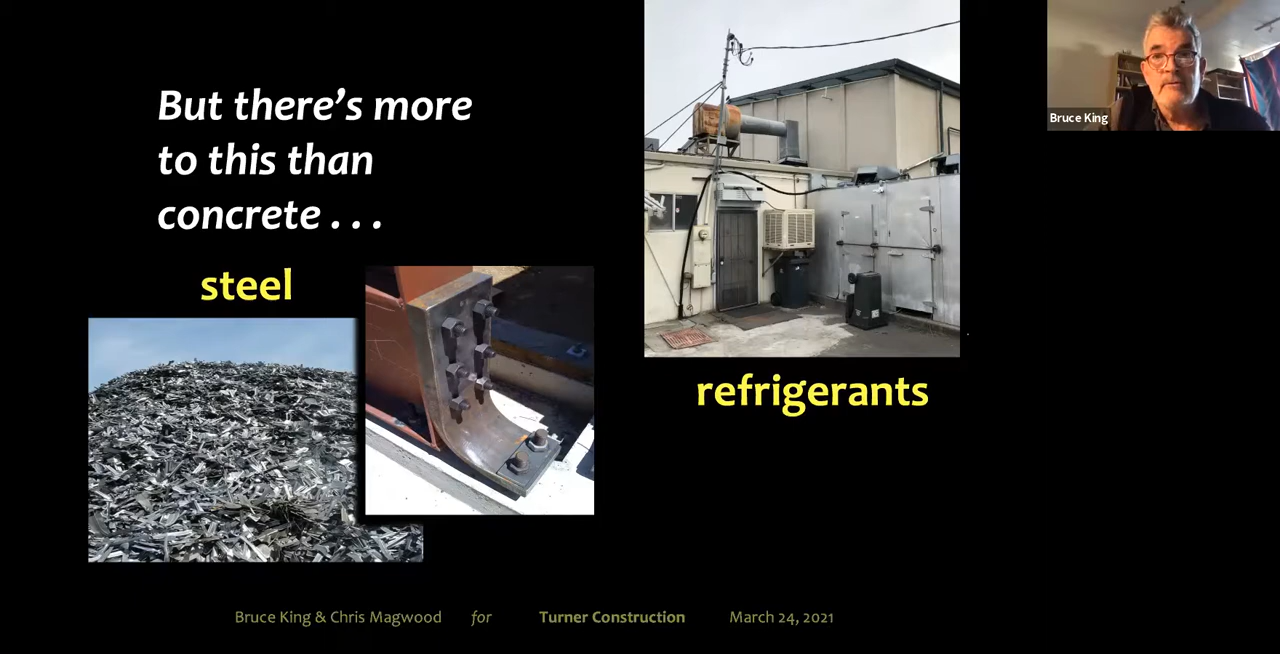 But there's more
to this than
concrete . . .
steel
refrigerants
Bruce King
Bruce King & Chris Magwood for Turner Construction March 24, 2021